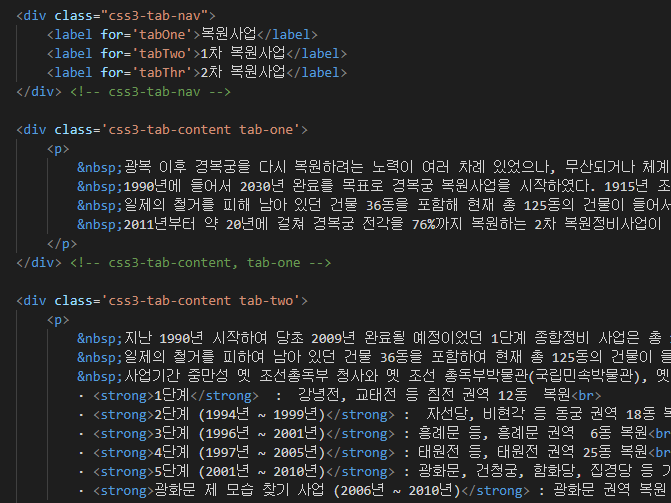 <div class="css3-tab-nav">
<label for='tabOne'>복원사업</label>
<label for='tabTwo'>1차 복원사업</label>
<label for='tabThr'>2차 복원사업</label>
</div> <!-- css3-tab-nav -->
<div class='css3-tab-content tab-one'>
<p>
&nbsp;광복 이후 경복궁을 다시 복원하려는 노력이 여러 차례 있었으나, 무산되거나 체계
&nbsp;1990년에 들어서 2030년 완료를 목표로 경복궁 복원사업을 시작하였다. 1915년 조
&nbsp;일제의 철거를 피해 남아 있던 건물 36동을 포함해 현재 총 125동의 건물이 들어서
&nbsp;2011년부터 약 20년에 걸쳐 경복궁 전각을 76%까지 복원하는 2차 복원정비사업이
</p>
</div> <!-- css3-tab-content, tab-one -->
<div class='css3-tab-content tab-two'>
<p>
&nbsp;지난 1990년 시작하여 당초 2009년 완료될 예정이었던 1단계 종합정비 사업은 총
&nbsp;일제의 철거를 피하여 남아 있던 건물 36동을 포함하여 현재 총 125동의 건물이 들
&nbsp;사업기간 중만성 옛 조선총독부 청사와 옛 조선 총독부박물관(국립민속박물관), 옛
· <strong>1단계</strong> : 강녕전, 교태전 등 침전 권역 12동 복원<br>
· <strong>2단계 (1994년 ~ 1999년)</strong> : 자선당, 비현각 등 동궁 권역 18동 복
· <strong>3단계 (1996년 ~ 2001년)</strong> : 흥례문 등, 흥례문 권역 6동 복원<br
· <strong>4단계 (1997년 ~ 2005년)</strong> : 태원전 등, 태원전 권역 25동 복원<b
· <strong>5단계 (2001년 ~ 2010년)</strong> : 광화문, 건청궁, 함화당, 집경당 등 기
· <strong>광화문 제 모습 찾기 사업 (2006년 ~ 2010년)</strong> : 광화문 권역 복원